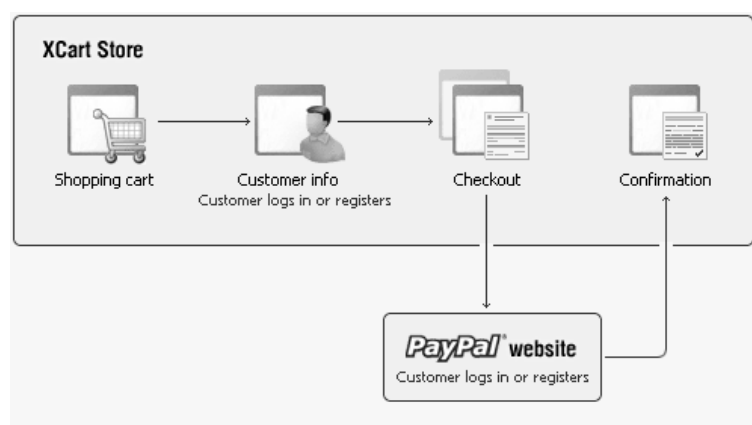 XCart Store
Shopping cart
Customer info
Customer logs in or registers
Checkout
Confirmation
PayPal® website
Customer logs in or registers